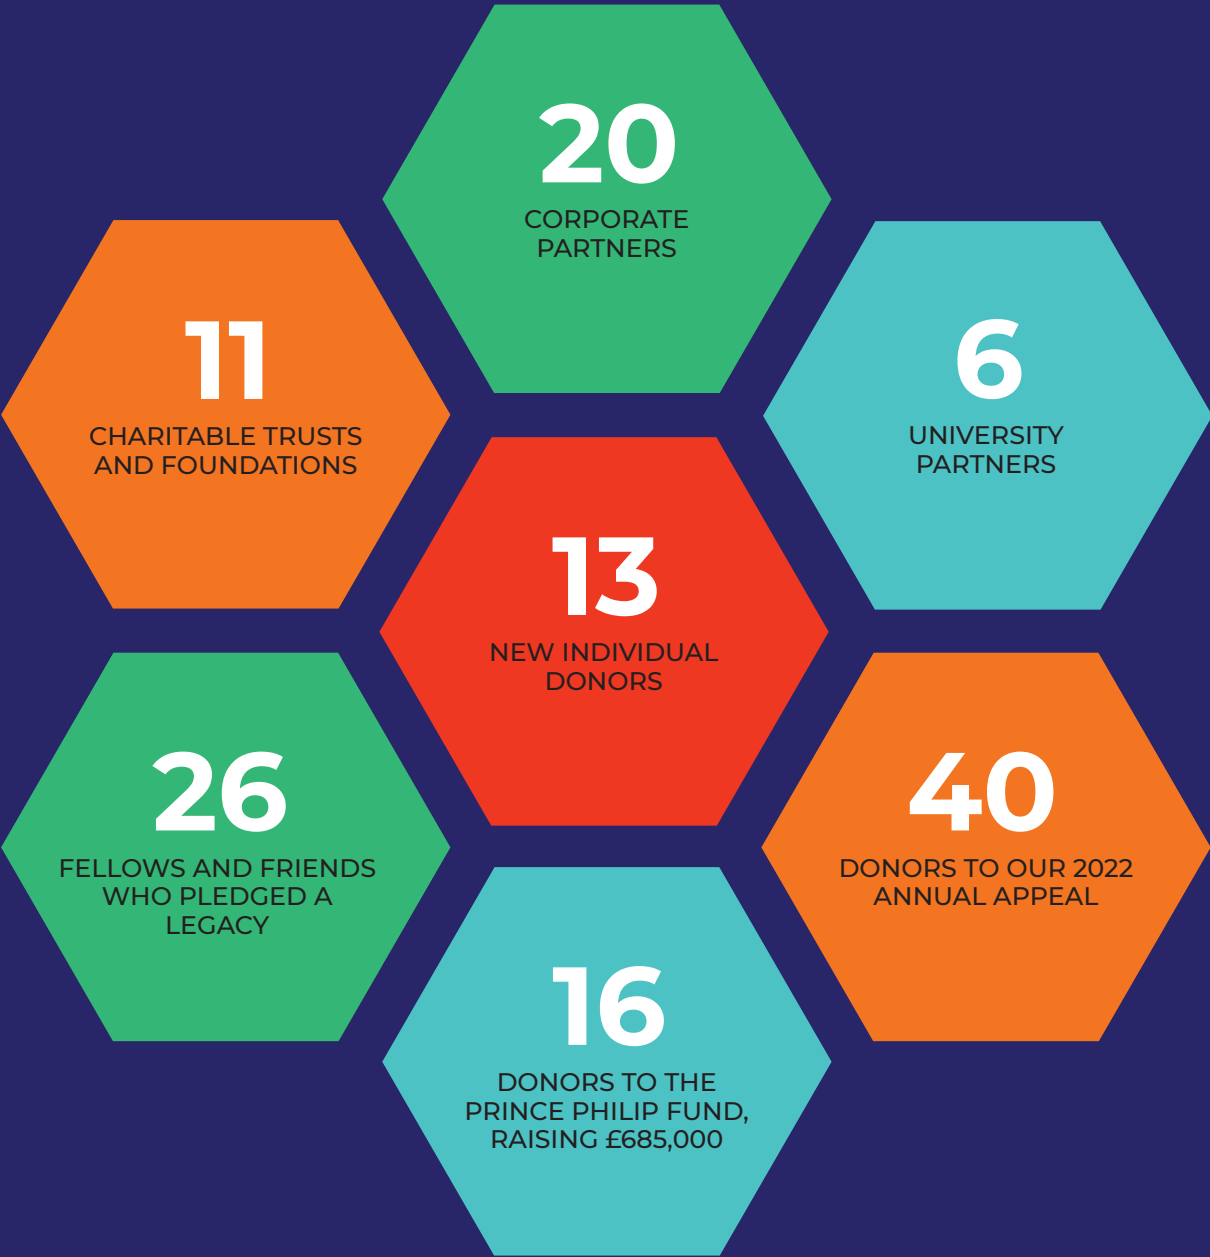 20
CORPORATE
PARTNERS
11
CHARITABLE TRUSTS
AND FOUNDATIONS
6
UNIVERSITY
PARTNERS
13
NEW INDIVIDUAL
DONORS
26
FELLOWS AND FRIENDS
WHO PLEDGED A
LEGACY
40
DONORS TO OUR 2022
ANNUAL APPEAL
16
DONORS TO THE
PRINCE PHILIP FUND,
RAISING £685,000